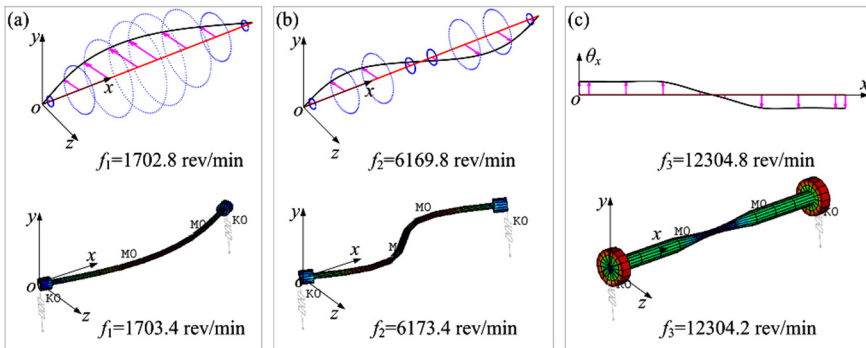 (a)
y
x
o
z
f₁=1702.8 rev/min
y
MO
KO
x
MO
o
KO
z
f₁=1703.4 rev/min
(b)
y
x
o
z
f₂=6169.8 rev/min
y
MO
KO
x
M
o
KO
z
f₂=6173.4 rev/min
(c)
θₓ
x
o
f₃=12304.8 rev/min
y
MO
KO
x
MO
o
KO
z
f₃=12304.2 rev/min